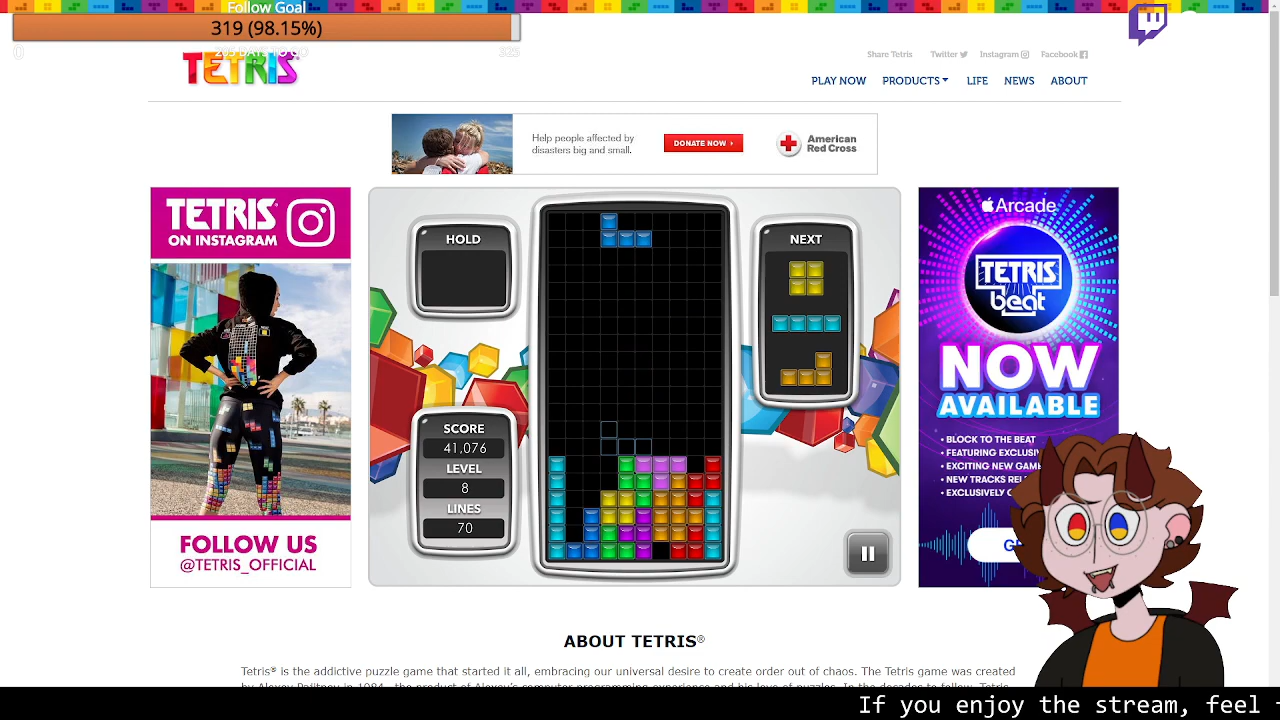 Follow Goal
319 (98.15%)
0
325
TETRIS
Share Tetris Twitter Instagram Facebook
PLAY NOW PRODUCTS LIFE NEWS ABOUT
Help people affected by
disasters big and small.
DONATE NOW
American
Red Cross
TETRIS
ON INSTAGRAM
FOLLOW US
@TETRIS_OFFICIAL
HOLD
SCORE
41,076
LEVEL
8
LINES
70
NEXT
Arcade
TETRIS
beat
NOW
AVAILABLE
• BLOCK TO THE BEAT
• FEATURING
• EXCITING NEW
• NEW TRACKS
ABOUT TETRIS®
Tetris® is the addictive puzzle game that started it all, embracing our universal desire to create order out of chaos. The Tetris game was created
If you enjoy the stream, feel